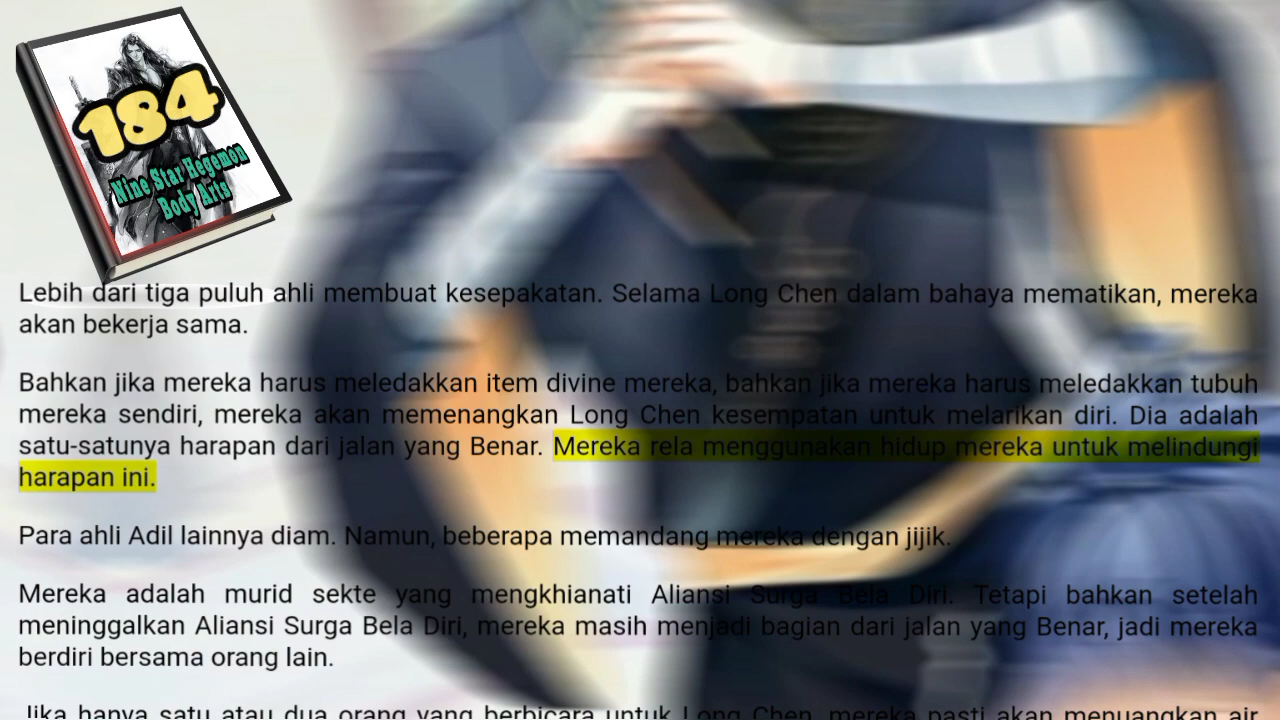 184
Nine Star Hegemon
Body Arts
Lebih dari tiga puluh ahli membuat kesepakatan. Selama Long Chen dalam bahaya mematikan, mereka
akan bekerja sama.
Bahkan jika mereka harus meledakkan item divine mereka, bahkan jika mereka harus meledakkan tubuh
mereka sendiri, mereka akan memenangkan Long Chen kesempatan untuk melarikan diri. Dia adalah
satu-satunya harapan dari jalan yang Benar. Mereka rela menggunakan hidup mereka untuk melindungi
harapan ini.
Para ahli Adil lainnya diam. Namun, beberapa memandang mereka dengan jijik.
Mereka adalah murid sekte yang mengkhianati Aliansi Surga Bela Diri. Tetapi bahkan setelah
meninggalkan Aliansi Surga Bela Diri, mereka masih menjadi bagian dari jalan yang Benar, jadi mereka
berdiri bersama orang lain.
Jika hanya satu atau dua orang yang berbicara untuk Long Chen, mereka pasti akan menuangkan air